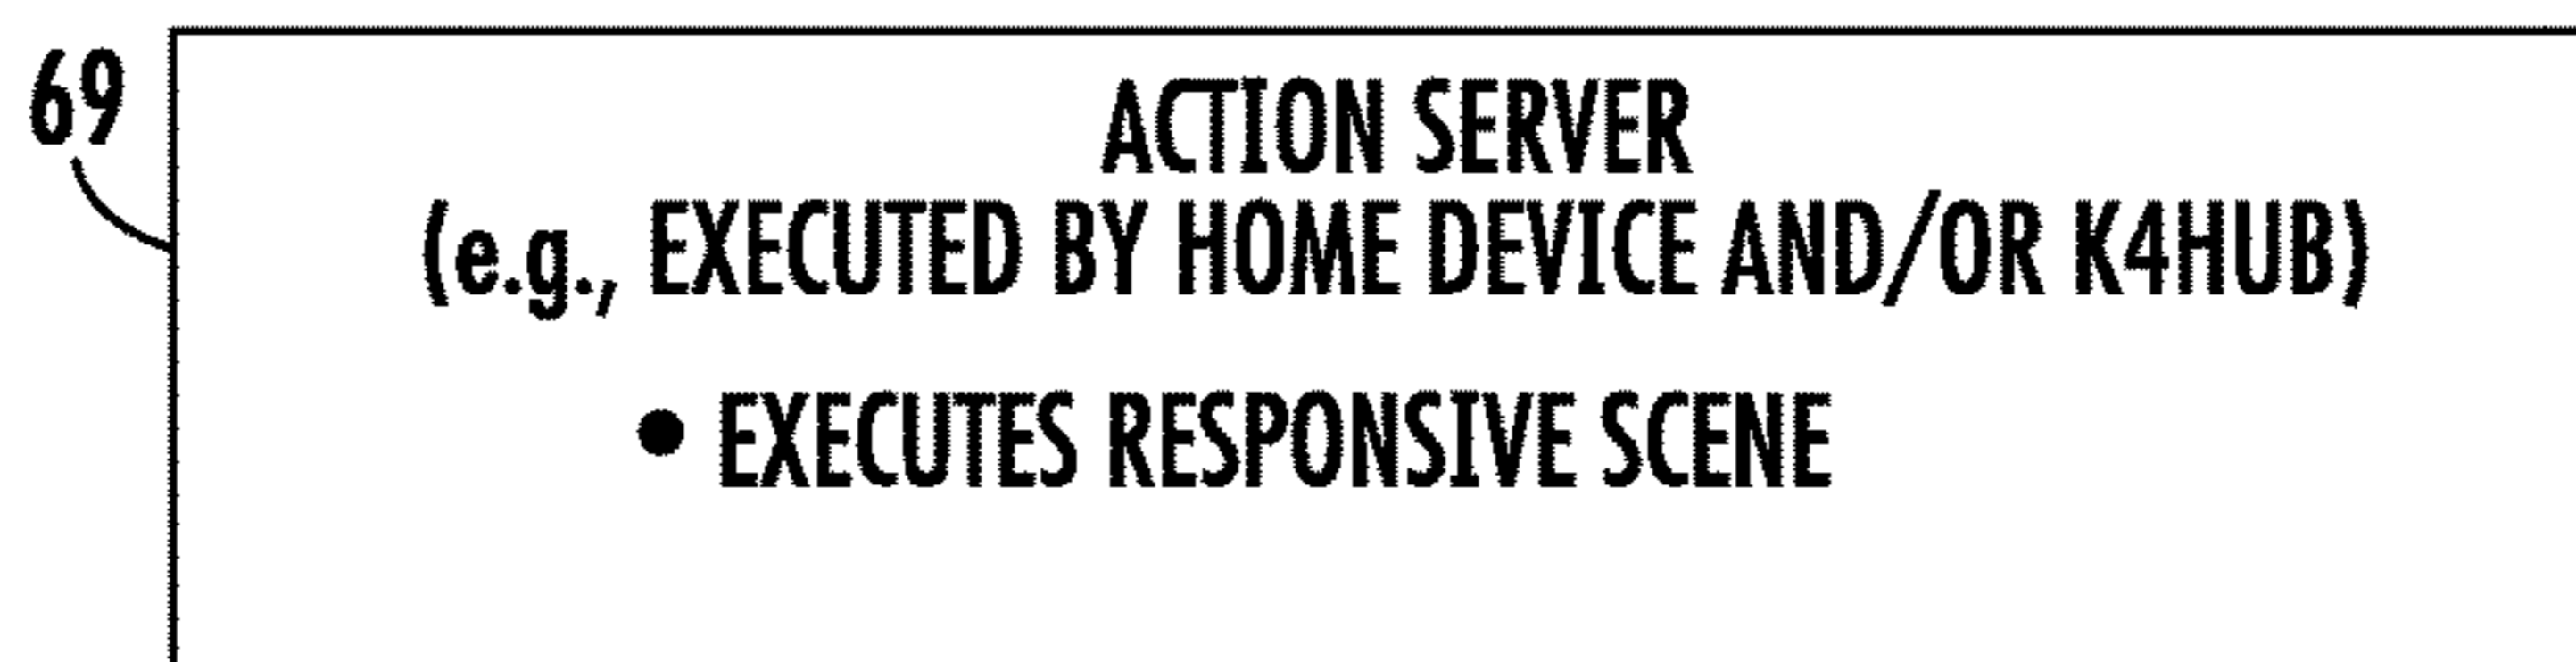 69
ACTION SERVER
(e.g., EXECUTED BY HOME DEVICE AND/OR K4HUB)
• EXECUTES RESPONSIVE SCENE